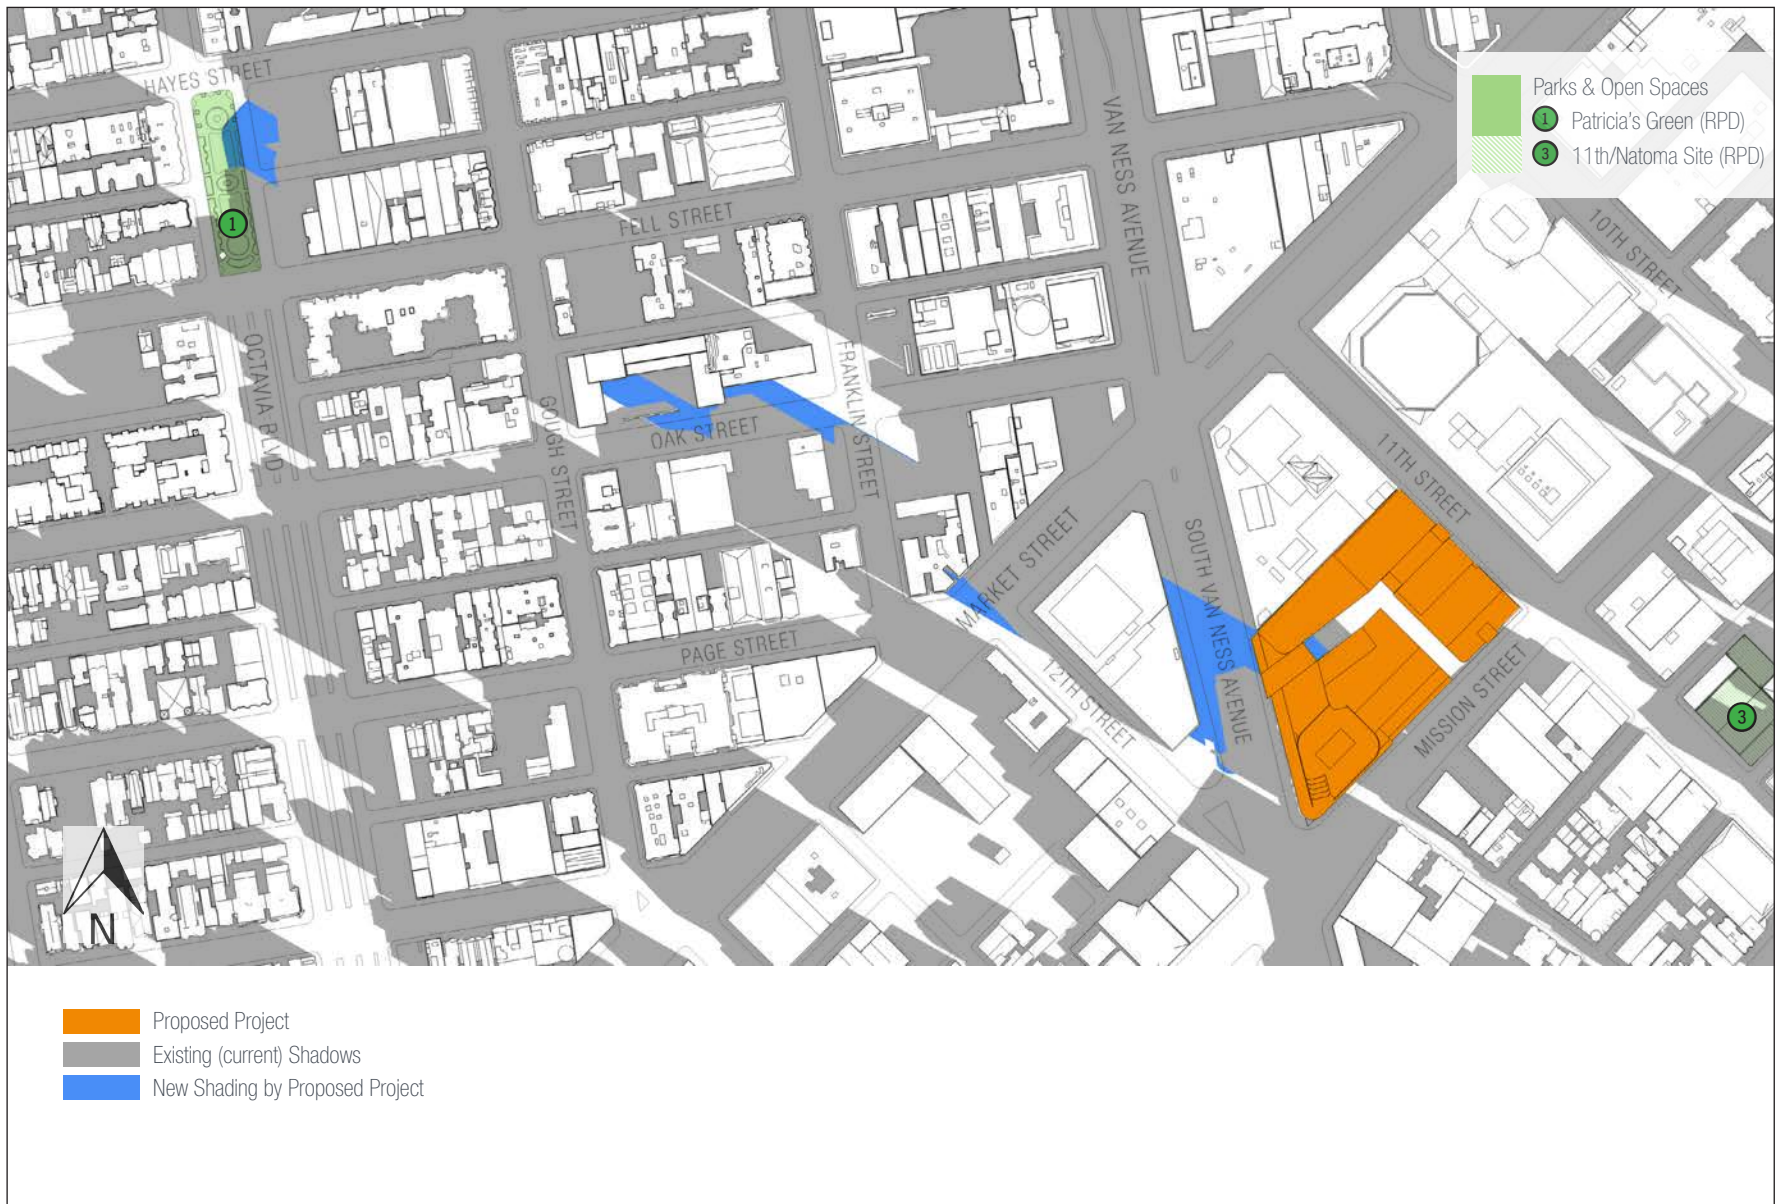 HAYES STREET
Parks & Open Spaces
1 Patricia's Green (RPD)
3 11th/Natoma Site (RPD)
VAN NESS AVENUE
10TH STREET
FELL STREET
1
OCTAVIA BLVD
FRANKLIN STREET
GOUGH STREET
OAK STREET
11TH STREET
MARKET STREET
SOUTH VAN NESS AVENUE
PAGE STREET
12TH STREET
MISSION STREET
3
N
Proposed Project
Existing (current) Shadows
New Shading by Proposed Project